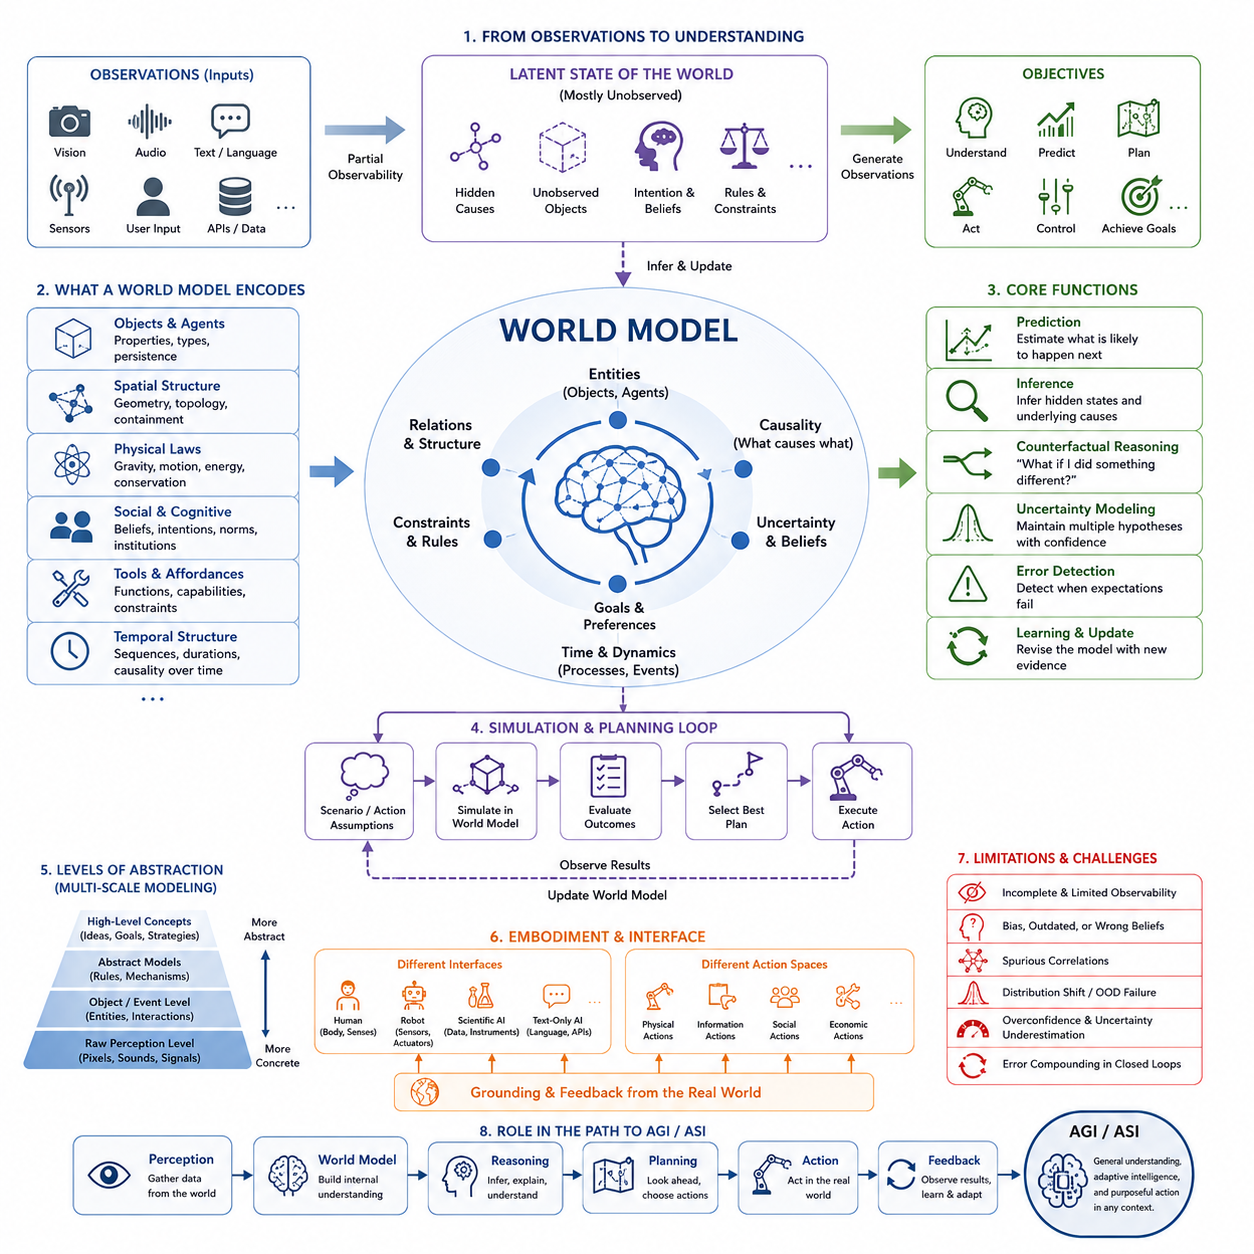 1. FROM OBSERVATIONS TO UNDERSTANDING
OBSERVATIONS (Inputs)
Vision
Audio
Text / Language
Sensors
User Input
APIs / Data
...
Partial
Observability
LATENT STATE OF THE WORLD
(Mostly Unobserved)
Hidden
Causes
Unobserved
Objects
Intention &
Beliefs
Rules &
Constraints
...
Generate
Observations
OBJECTIVES
Understand
Predict
Plan
Act
Control
Achieve Goals
...
Infer & Update
2. WHAT A WORLD MODEL ENCODES
Objects & Agents
Properties, types,
persistence
Spatial Structure
Geometry, topology,
containment
Physical Laws
Gravity, motion, energy,
conservation
Social & Cognitive
Beliefs, intentions, norms,
institutions
Tools & Affordances
Functions, capabilities,
constraints
Temporal Structure
Sequences, durations,
causality over time
...
WORLD MODEL
Entities
(Objects, Agents)
Relations
& Structure
Causality
(What causes what)
Constraints
& Rules
Uncertainty
& Beliefs
Goals &
Preferences
Time & Dynamics
(Processes, Events)
3. CORE FUNCTIONS
Prediction
Estimate what is likely
to happen next
Inference
Infer hidden states and
underlying causes
Counterfactual Reasoning
“What if I did something
different?”
Uncertainty Modeling
Maintain multiple hypotheses
with confidence
Error Detection
Detect when expectations
fail
Learning & Update
Revise the model with new
evidence
4. SIMULATION & PLANNING LOOP
Scenario / Action
Assumptions
Simulate in
World Model
Evaluate
Outcomes
Select Best
Plan
Execute
Action
Observe Results
Update World Model
5. LEVELS OF ABSTRACTION
(MULTI-SCALE MODELING)
High-Level Concepts
(Ideas, Goals, Strategies)
Abstract Models
(Rules, Mechanisms)
Object / Event Level
(Entities, Interactions)
Raw Perception Level
(Pixels, Sounds, Signals)
More
Abstract
More
Concrete
6. EMBODIMENT & INTERFACE
Different Interfaces
Human
(Body, Senses)
Robot
(Sensors,
Actuators)
Scientific AI
(Data, Instruments)
Text-Only AI
(Language, APIs)
...
Different Action Spaces
Physical
Actions
Information
Actions
Social
Actions
Economic
Actions
...
Grounding & Feedback from the Real World
7. LIMITATIONS & CHALLENGES
Incomplete & Limited Observability
?
Bias, Outdated, or Wrong Beliefs
Spurious Correlations
Distribution Shift / OOD Failure
Overconfidence & Uncertainty
Underestimation
Error Compounding in Closed Loops
8. ROLE IN THE PATH TO AGI / ASI
Perception
Gather data
from the world
World Model
Build internal
understanding
Reasoning
Infer, explain,
understand
Planning
Look ahead,
choose actions
Action
Act in the real
world
Feedback
Observe results,
learn & adapt
AGI / ASI
General understanding,
adaptive intelligence,
and purposeful action
in any context.